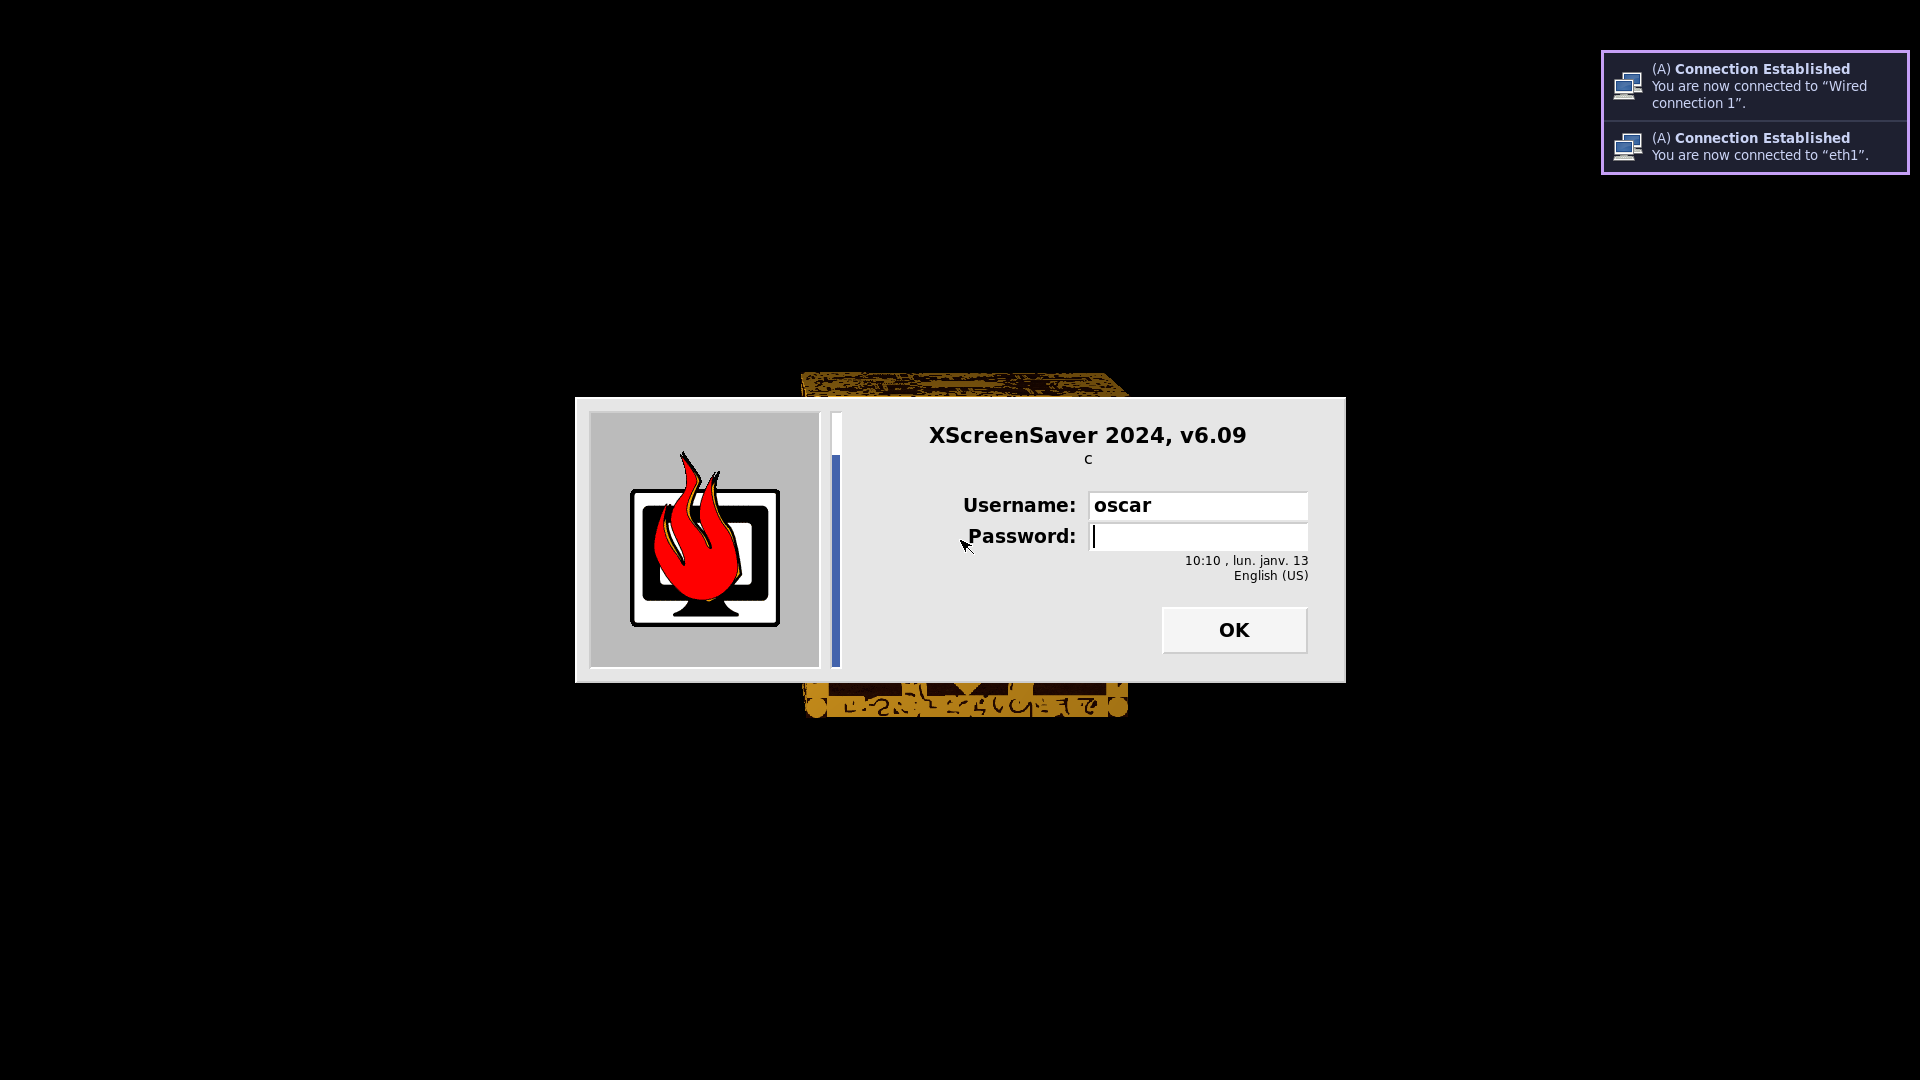 (A) Connection Established
You are now connected to “Wired
connection 1”.
(A) Connection Established
You are now connected to “eth1”.
XScreenSaver 2024, v6.09
c
Username: oscar
Password:
10:10 , lun. janv. 13
English (US)
OK